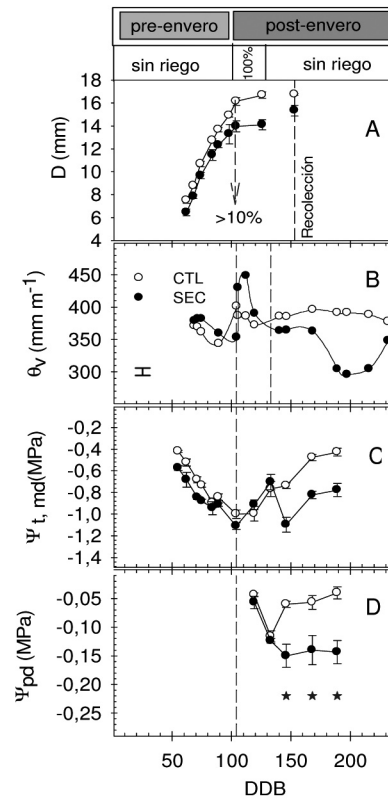 pre-envero post-envero
sin riego 100% sin riego
18
16
14
12
10
8
6
4
D (mm)
A
>10%
Recolección
450
400
350
300
θv (mm m-1)
CTL
SEC
B
H
-0,2
-0,4
-0,6
-0,8
-1,0
-1,2
-1,4
Ψt, md(MPa)
C
-0,05
-0,10
-0,15
-0,20
-0,25
Ψpd (MPa)
D
50 100 150 200
DDB